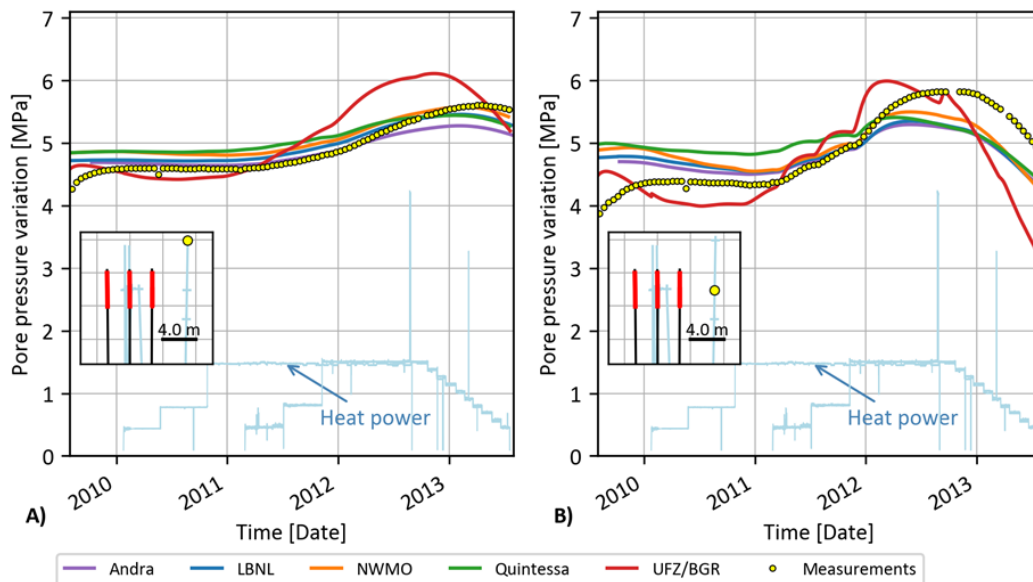 7
6
5
4
3
2
1
0
Pore pressure variation [MPa]
4.0 m
Heat power
2010
2011
2012
2013
A)
Time [Date]
7
6
5
4
3
2
1
0
Pore pressure variation [MPa]
4.0 m
Heat power
2010
2011
2012
2013
B)
Time [Date]
Andra LBNL NWMO Quintessa UFZ/BGR Measurements